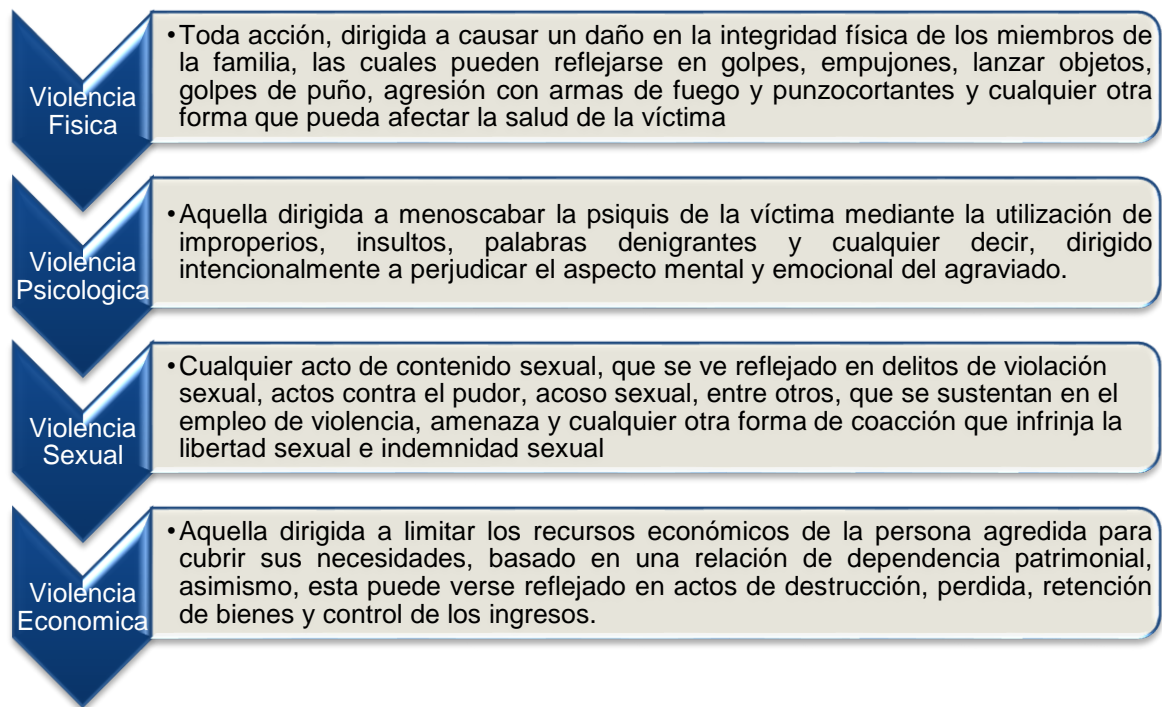 Violencia
Fisica
•Toda acción, dirigida a causar un daño en la integridad física de los miembros de
la familia, las cuales pueden reflejarse en golpes, empujones, lanzar objetos,
golpes de puño, agresión con armas de fuego y punzocortantes y cualquier otra
forma que pueda afectar la salud de la víctima
Violencia
Psicologica
•Aquella dirigida a menoscabar la psiquis de la víctima mediante la utilización de
improperios, insultos, palabras denigrantes y cualquier decir, dirigido
intencionalmente a perjudicar el aspecto mental y emocional del agraviado.
Violencia
Sexual
•Cualquier acto de contenido sexual, que se ve reflejado en delitos de violación
sexual, actos contra el pudor, acoso sexual, entre otros, que se sustentan en el
empleo de violencia, amenaza y cualquier otra forma de coacción que infrinja la
libertad sexual e indemnidad sexual
Violencia
Economica
•Aquella dirigida a limitar los recursos económicos de la persona agredida para
cubrir sus necesidades, basado en una relación de dependencia patrimonial,
asimismo, esta puede verse reflejado en actos de destrucción, perdida, retención
de bienes y control de los ingresos.